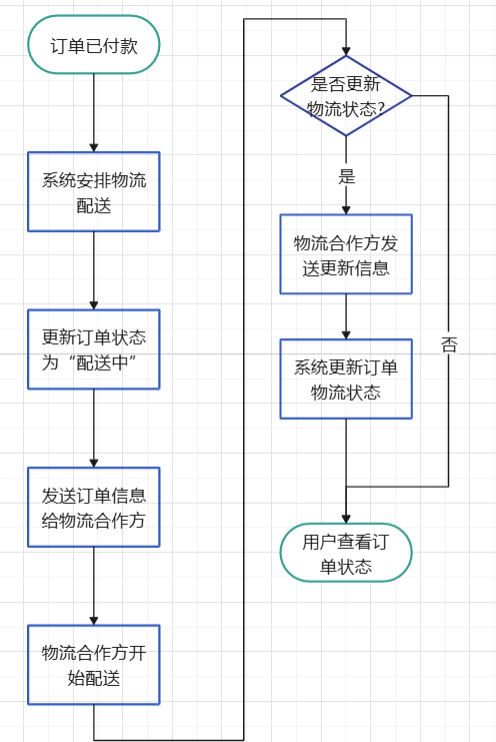 订单已付款
系统安排物流
配送
更新订单状态
为“配送中”
发送订单信息
给物流合作方
物流合作方开
始配送
是否更新
物流状态?
是
物流合作方发
送更新信息
系统更新订单
物流状态
否
用户查看订
单状态